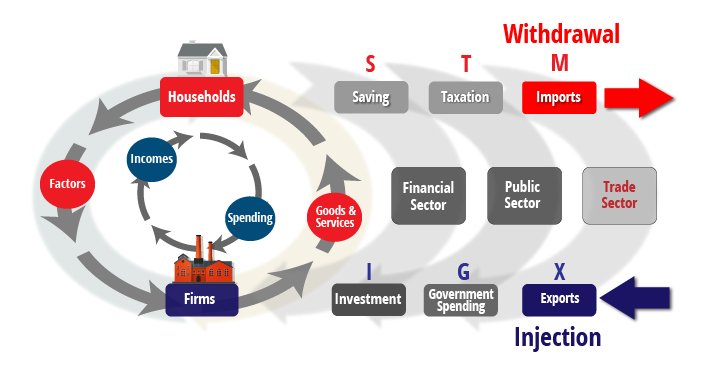 Withdrawal
S T M
Households
Saving
Taxation
Imports
Incomes
Factors
Spending
Goods &
Services
Financial
Sector
Public
Sector
Trade
Sector
I G X
Firms
Investment
Government
Spending
Exports
Injection